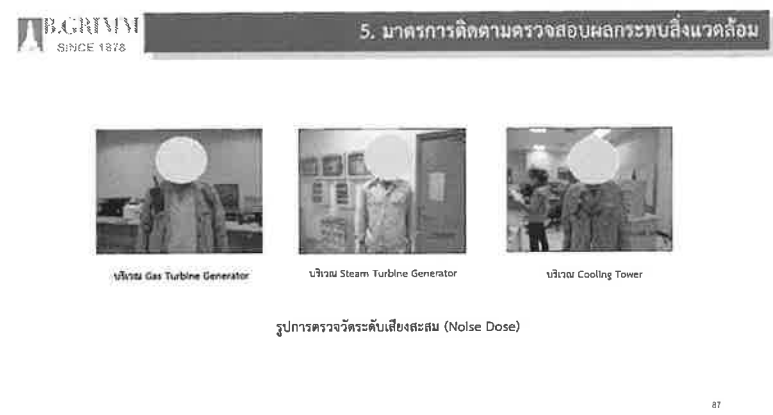 B.GRIMM
SINCE 1878
5. มาตรการติดตามตรวจสอบผลกระทบสิ่งแวดล้อม
บริเวณ Gas Turbine Generator
บริเวณ Steam Turbine Generator
บริเวณ Cooling Tower
รูปการตรวจวัดระดับเสียงสะสม (Noise Dose)
87